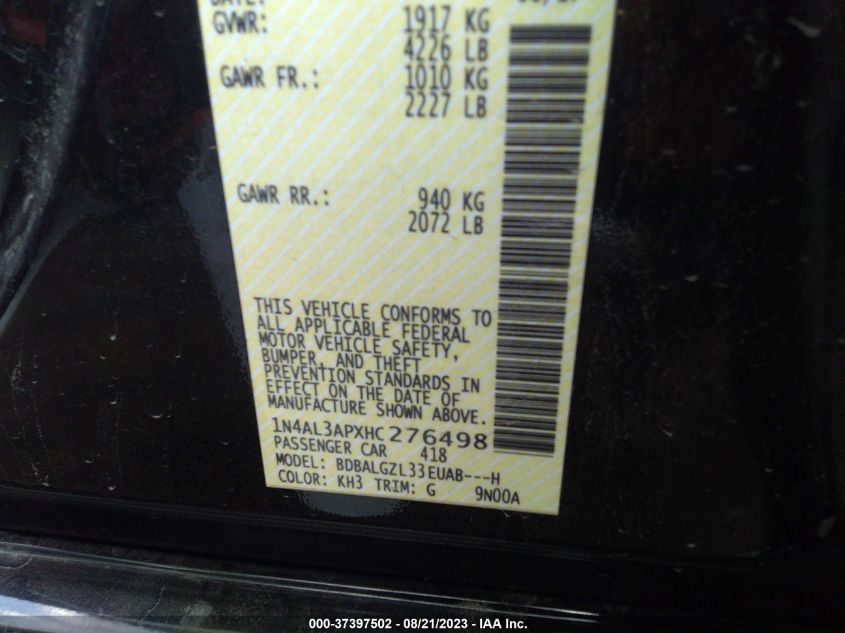 GVWR: 1917 KG
4226 LB
GAWR FR.: 1010 KG
2227 LB
GAWR RR.: 940 KG
2072 LB
THIS VEHICLE CONFORMS TO
ALL APPLICABLE FEDERAL
MOTOR VEHICLE SAFETY,
BUMPER, AND THEFT
PREVENTION STANDARDS IN
EFFECT ON THE DATE OF
MANUFACTURE SHOWN ABOVE.
1N4AL3APXHC276498
PASSENGER CAR 418
MODEL: BDBALGZL33EUAB---H
COLOR: KH3 TRIM: G 9N00A
000-37397502 - 08/21/2023 - IAA Inc.